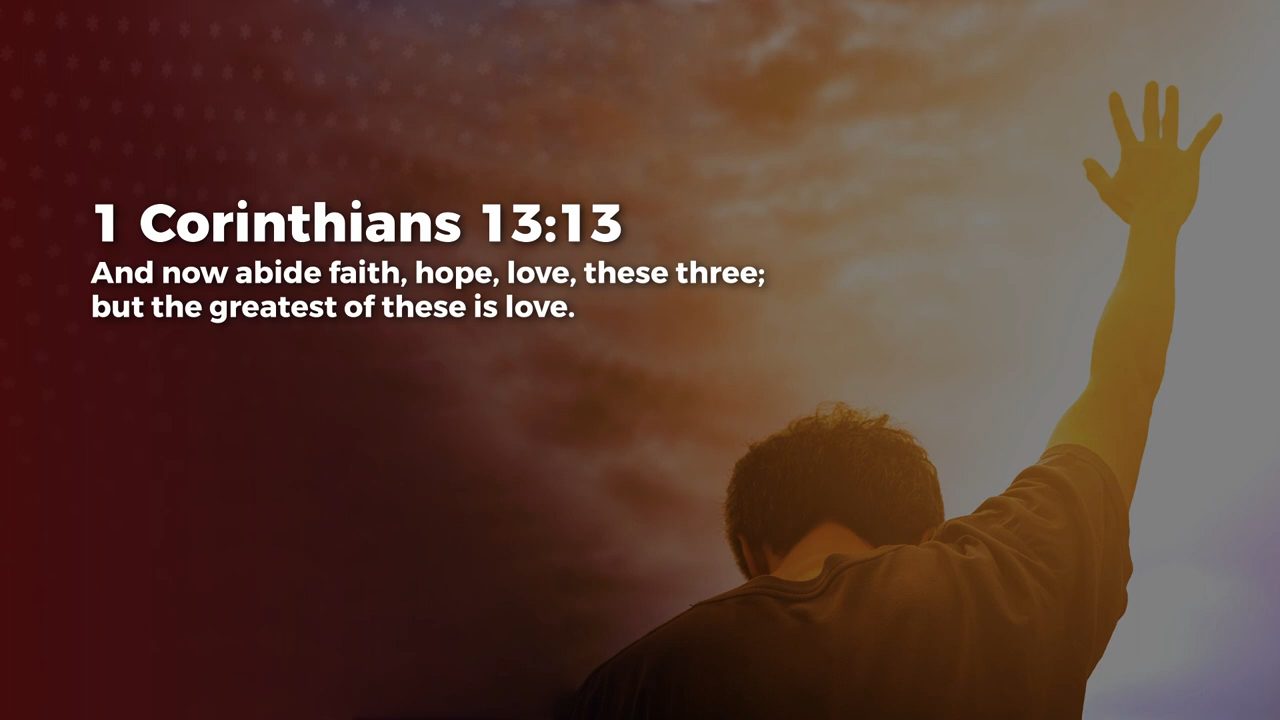 1 Corinthians 13:13
And now abide faith, hope, love, these three;
but the greatest of these is love.